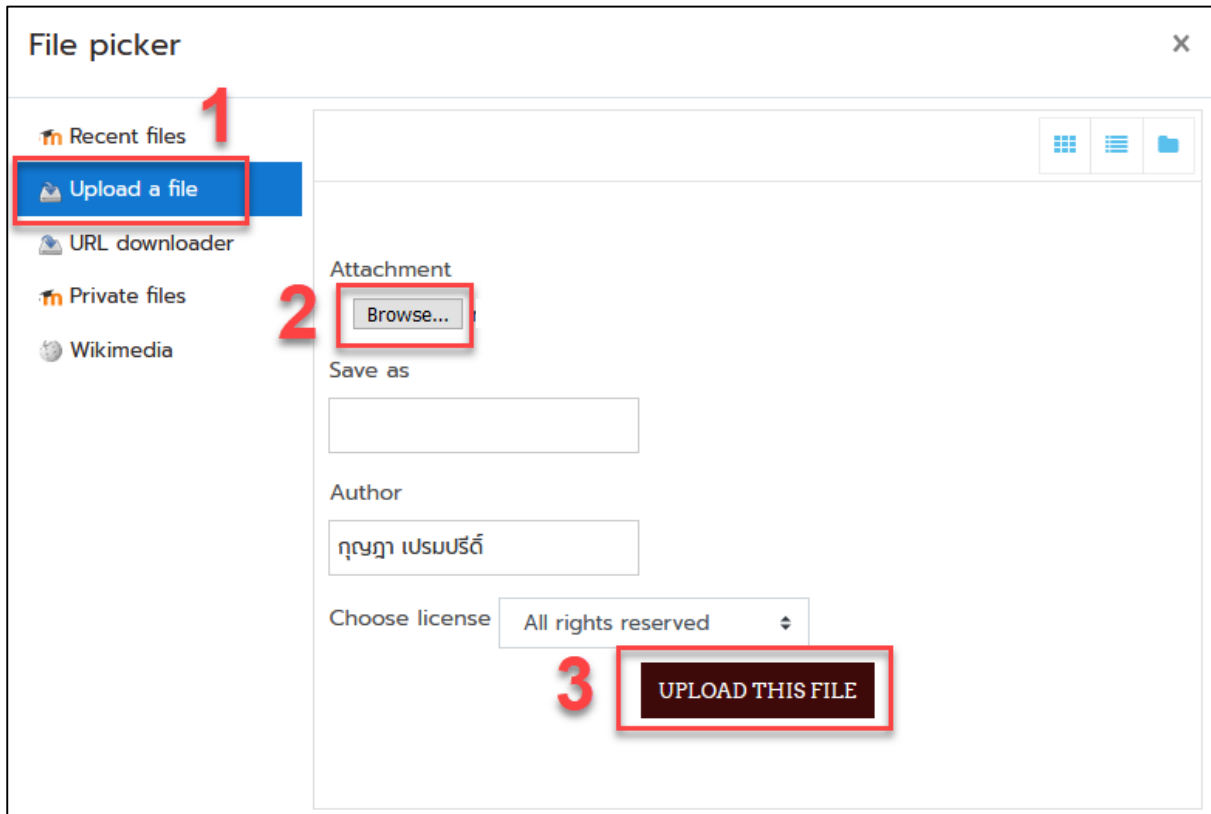 File picker
×
1
Recent files
Upload a file
URL downloader
Private files
Wikimedia
Attachment
2
Browse...
Save as
Author
กุญฎา เปรมปรีดิ์
Choose license
All rights reserved
3
UPLOAD THIS FILE